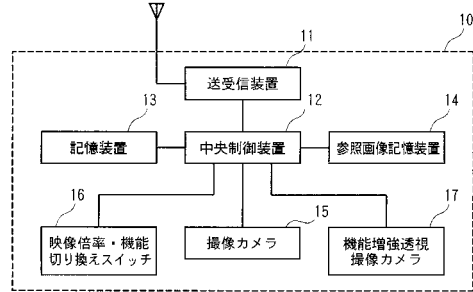 10
11
送受信装置
13
12
14
記憶装置
中央制御装置
参照画像記憶装置
16
15
17
映像倍率・機能
切り換えスイッチ
撮像カメラ
機能増強透視
撮像カメラ